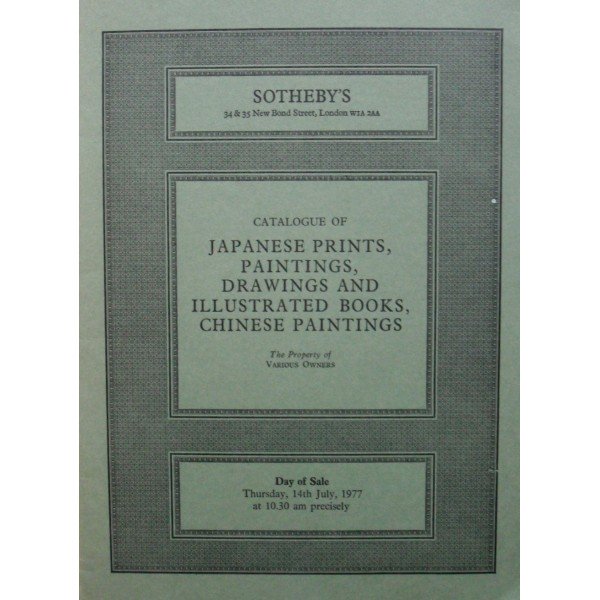 SOTHEBY'S
34 & 35 New Bond Street, London W1A 2AA
CATALOGUE OF
JAPANESE PRINTS,
PAINTINGS,
DRAWINGS AND
ILLUSTRATED BOOKS,
CHINESE PAINTINGS
The Property of
VARIOUS OWNERS
Day of Sale
Thursday, 14th July, 1977
at 10.30 am precisely